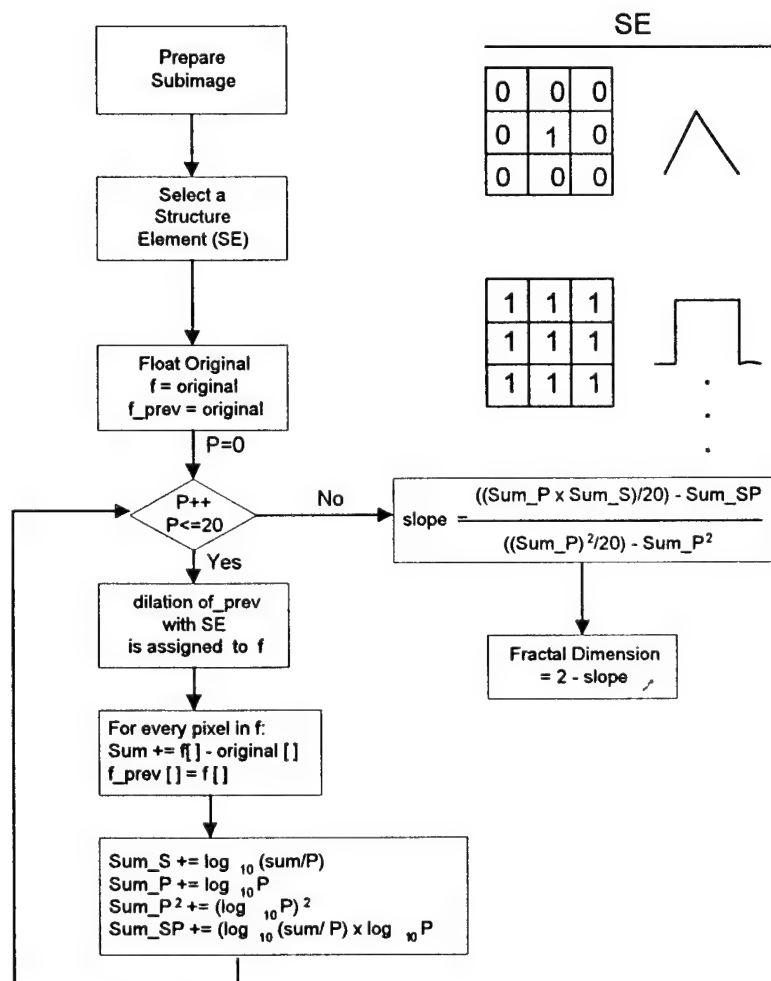 Prepare
Subimage
Select a
Structure
Element (SE)
Float Original
f = original
f_prev = original
P=0
P++
P<=20
No
Yes
dilation of_prev
with SE
is assigned to f
For every pixel in f:
Sum += f[ ] - original [ ]
f_prev [ ] = f [ ]
Sum_S += log 10 (sum/P)
Sum_P += log 10 P
Sum_P² += (log 10 P)²
Sum_SP += (log 10 (sum/ P) x log 10 P
SE
0 0 0
0 1 0
0 0 0
1 1 1
1 1 1
1 1 1
((Sum_P x Sum_S)/20) - Sum_SP
slope =
((Sum_P)²/20) - Sum_P²
Fractal Dimension
= 2 - slope